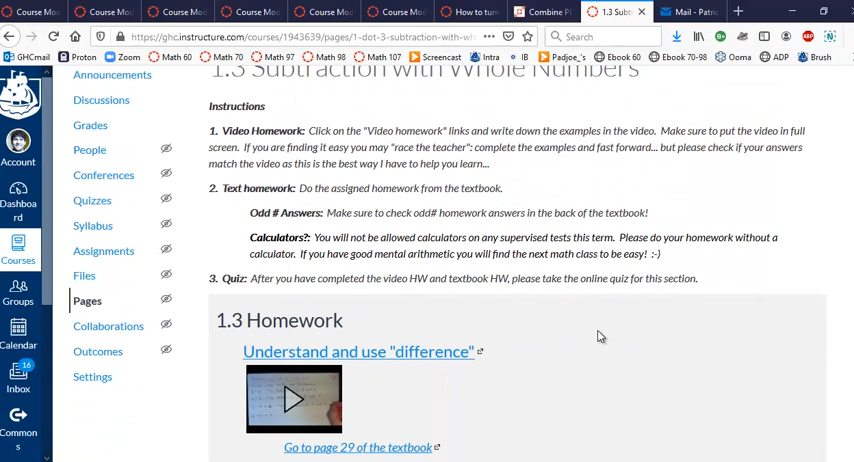 Course Mod Course Mod Course Mod Course Mod Course Mod Course Mod How to turn Combine P 1.3 Subt Mail - Patric
https://ghc.instructure.com/courses/1943639/pages/1-dot-3-subtraction-with-wh Search
GHCmail Proton Zoom Math 60 Math 70 Math 97 Math 98 Math 107 Screencast Intra IB Padjoe_'s Ebook 60 Ebook 70-98 Ooma ADP Brush
1.3 Subtraction with Whole Numbers
Account
Dashboa
rd
Courses
Groups
Calendar
16
Inbox
Common
s
Announcements
Discussions
Grades
People
Conferences
Quizzes
Syllabus
Assignments
Files
Pages
Collaborations
Outcomes
Settings
Instructions
1. Video Homework: Click on the "Video homework" links and write down the examples in the video. Make sure to put the video in full
screen. If you are finding it easy you may "race the teacher": complete the examples and fast forward... but please check if your answers
match the video as this is the best way I have to help you learn...
2. Text homework: Do the assigned homework from the textbook.
Odd # Answers: Make sure to check odd# homework answers in the back of the textbook!
Calculators?: You will not be allowed calculators on any supervised tests this term. Please do your homework without a
calculator. If you have good mental arithmetic you will find the next math class to be easy! :-)
3. Quiz: After you have completed the video HW and textbook HW, please take the online quiz for this section.
1.3 Homework
Understand and use "difference"
Go to page 29 of the textbook